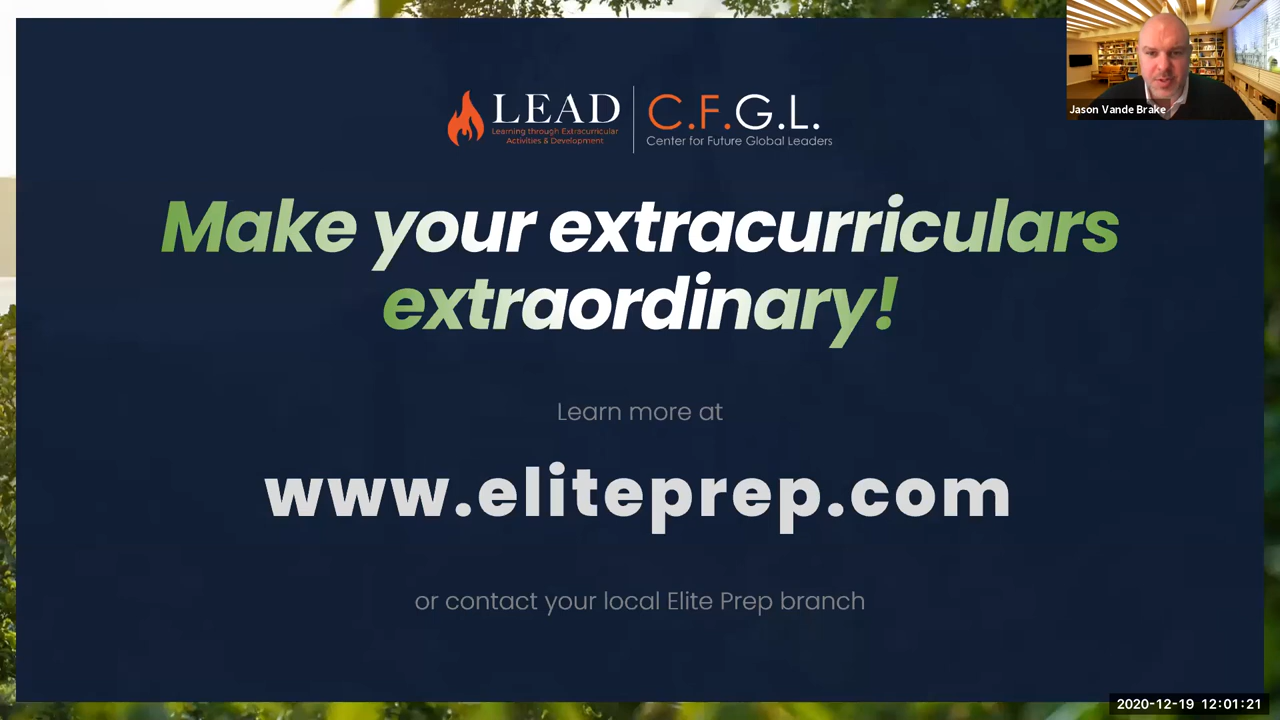 LEAD
Learning through Extracurricular
Activities & Development
C.F.G.L.
Center for Future Global Leaders
Jason Vande Brake
Make your extracurriculars
extraordinary!
Learn more at
www.eliteprep.com
or contact your local Elite Prep branch
2020-12-19 12:01:21